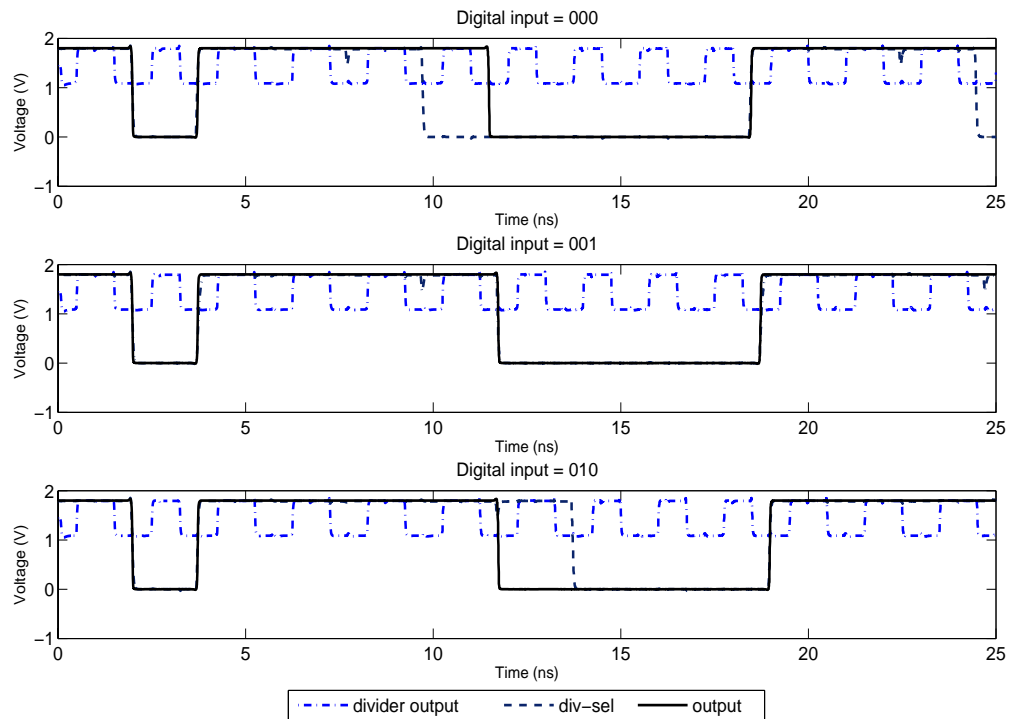 Digital input = 000
2
1
0
−1
Voltage (V)
0 5 10 15 20 25
Time (ns)
Digital input = 001
2
1
0
−1
Voltage (V)
0 5 10 15 20 25
Time (ns)
Digital input = 010
2
1
0
−1
Voltage (V)
0 5 10 15 20 25
Time (ns)
divider output div−sel output